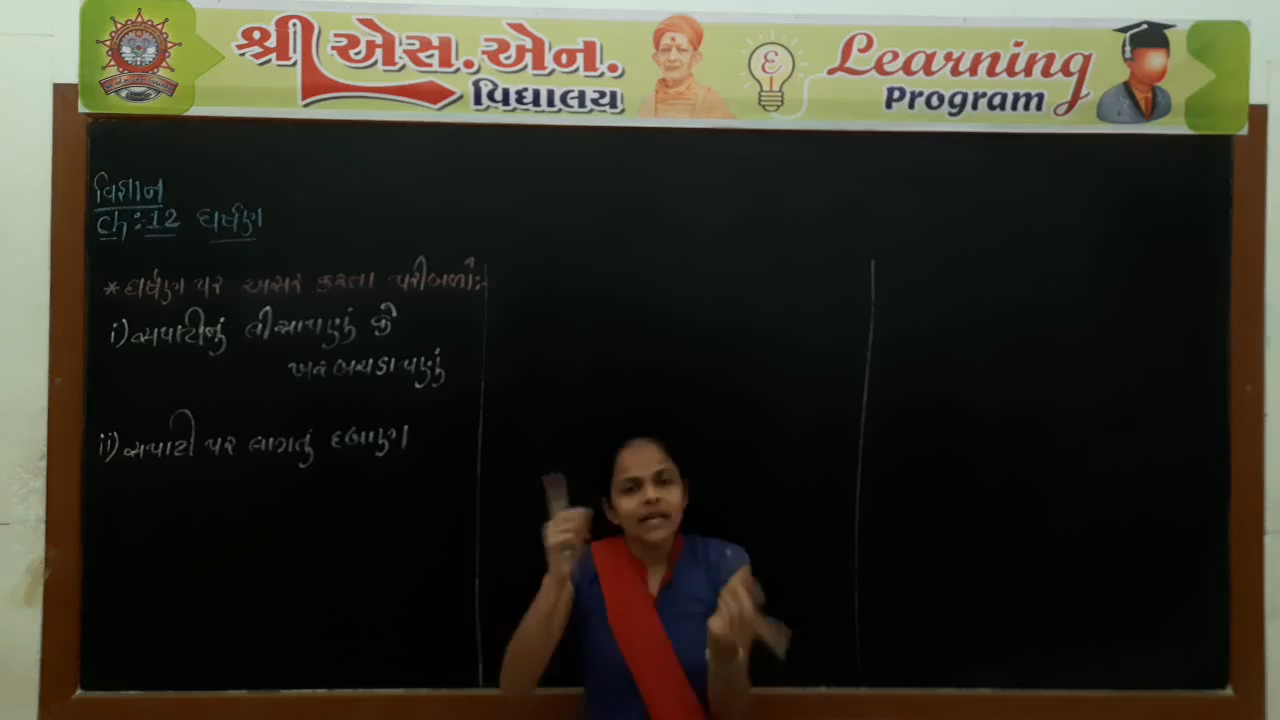 શ્રી એસ.એન.
વિદ્યાલય
Learning
Program
વિજ્ઞાન
Ch:-12 ઘર્ષણ
* ઘર્ષણ પર અસર કરતા પરીબળોઃ-
i) સપાટીનું લીસાપણું કે
ખરબચડાપણું
ii) સપાટી પર લાગતું દબાણ